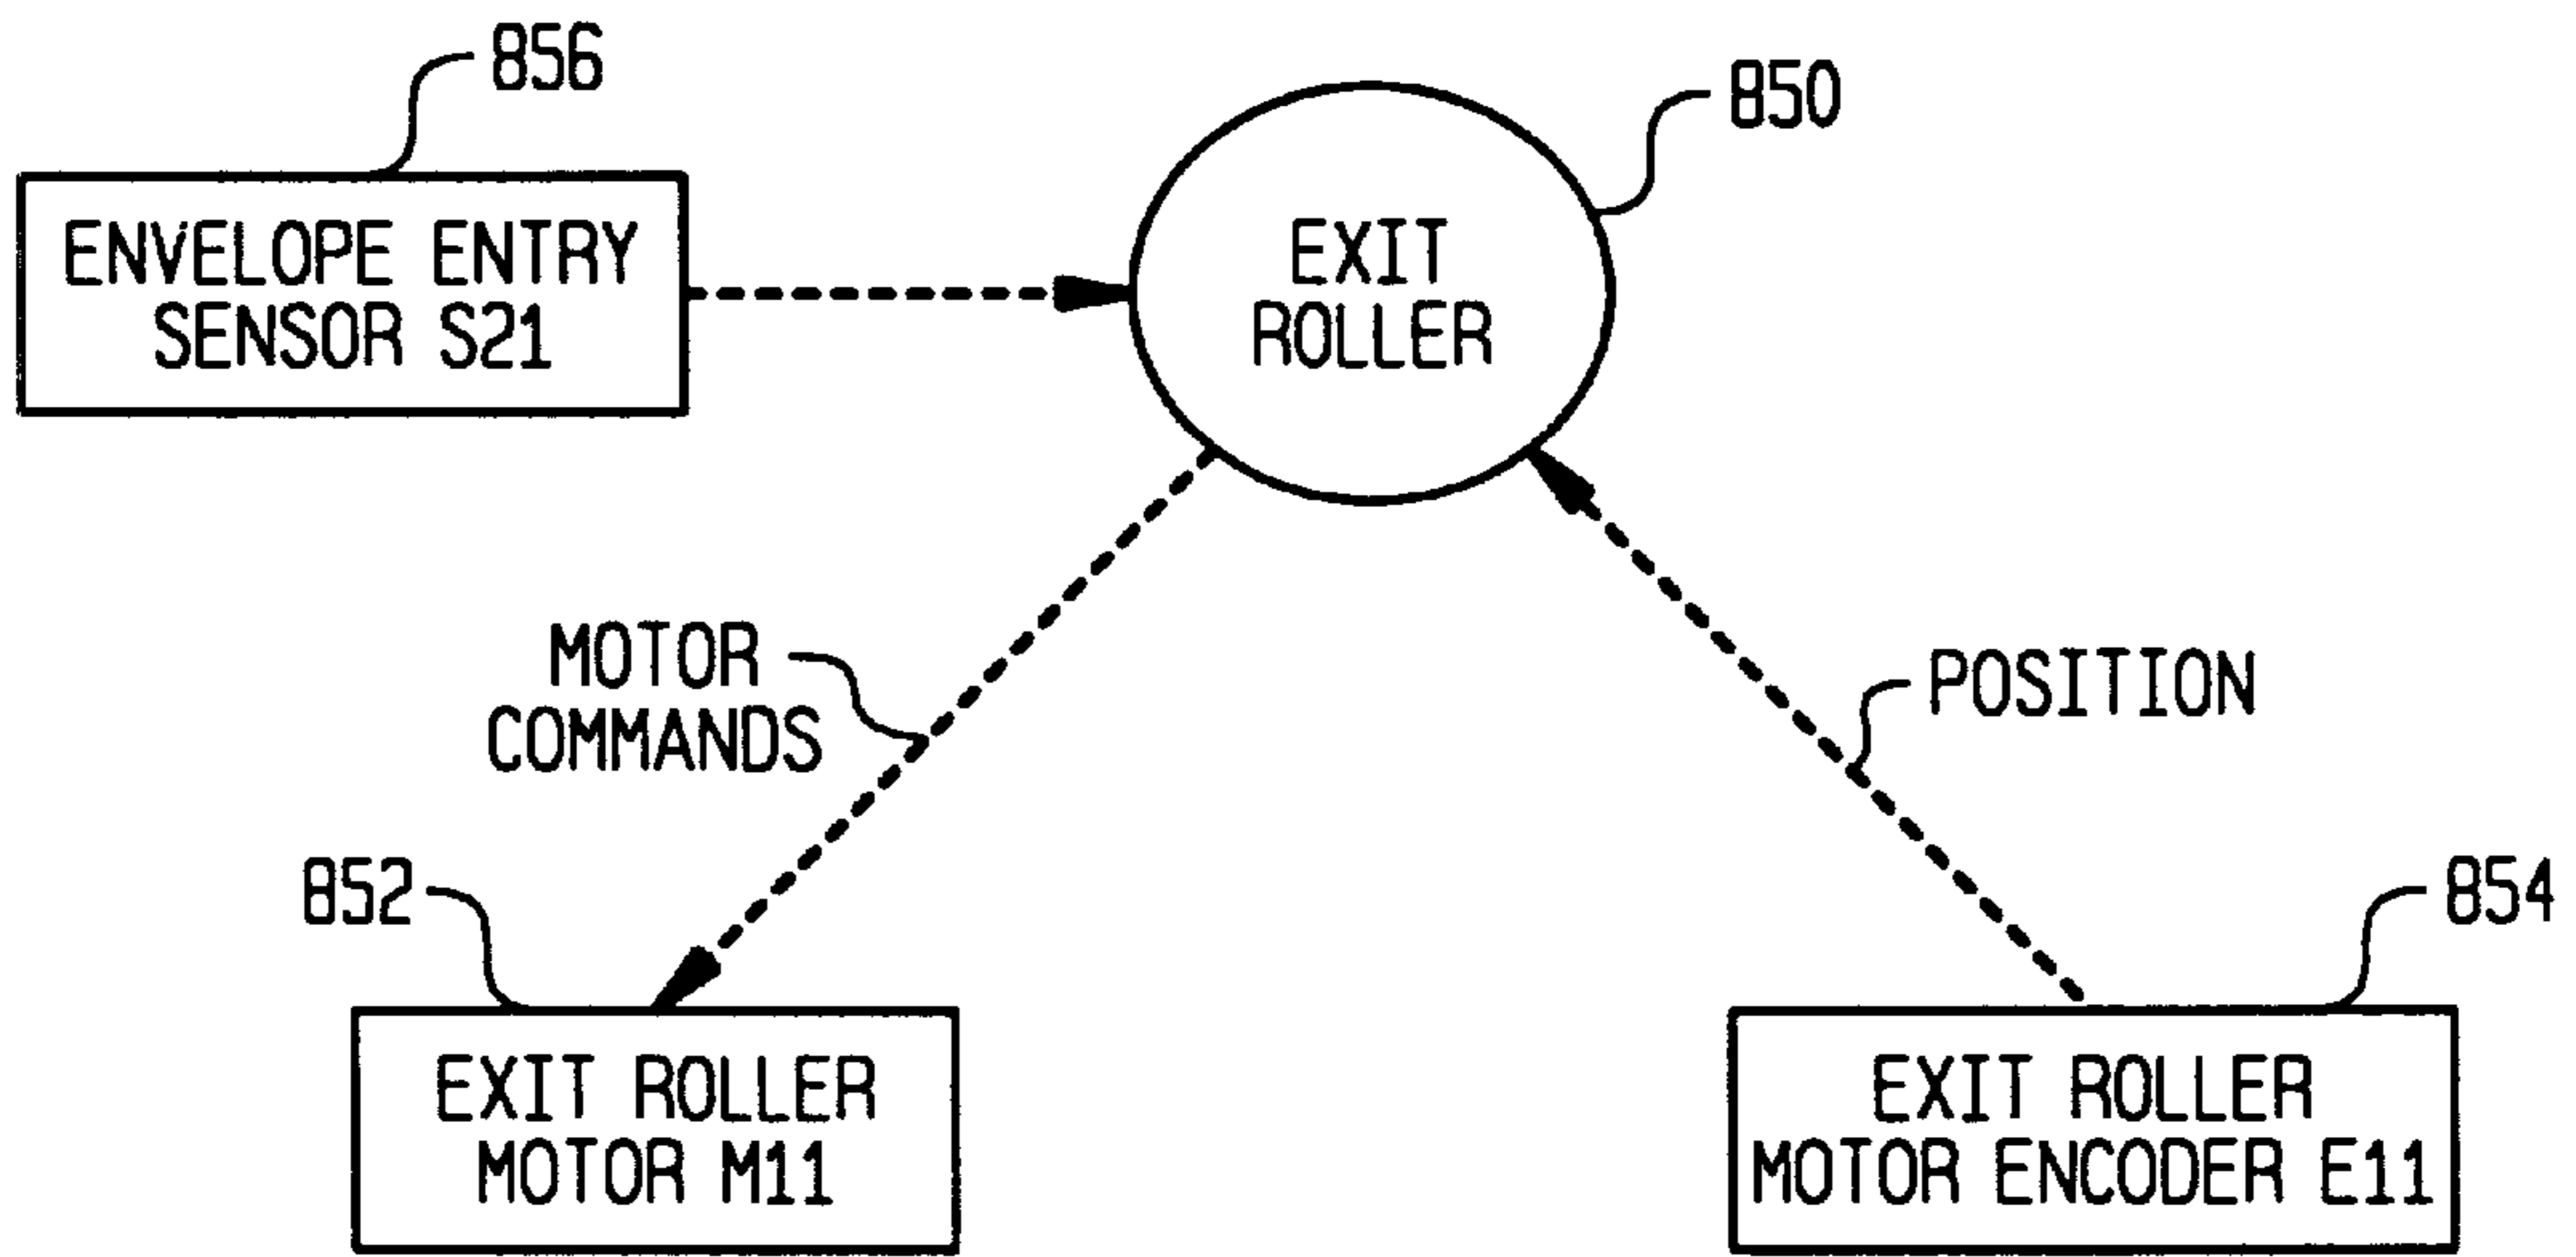 856
850
ENVELOPE ENTRY
SENSOR S21
EXIT
ROLLER
MOTOR
COMMANDS
POSITION
852
854
EXIT ROLLER
MOTOR M11
EXIT ROLLER
MOTOR ENCODER E11